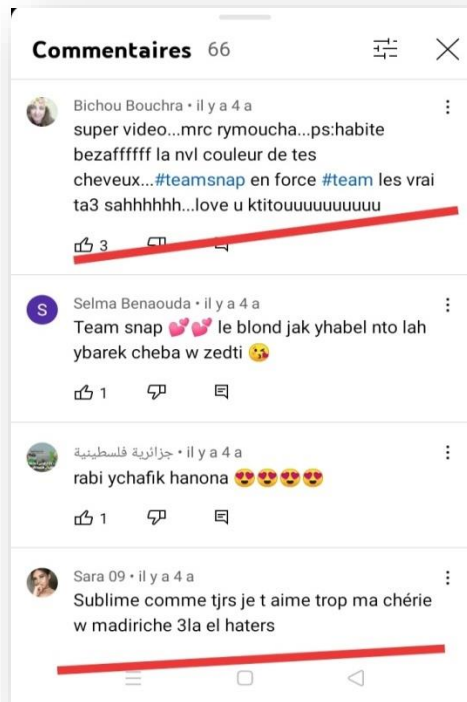 Commentaires 66
Bichou Bouchra • il y a 4 a
super video...mrc rymoucha...ps:habite
bezaffffff la nvl couleur de tes
cheveux...#teamsnap en force #team les vrai
ta3 sahhhhhh...love u ktitouuuuuuuuuu
3
S
Selma Benaouda • il y a 4 a
Team snap 💕💕 le blond jak yhabel nto lah
ybarek cheba w zedti 😘
1
جزائرية فلسطينية • il y a 4 a
rabi ychafik hanona 😍😍😍😍
1
Sara 09 • il y a 4 a
Sublime comme tjrs je t aime trop ma chérie
w madiriche 3la el haters